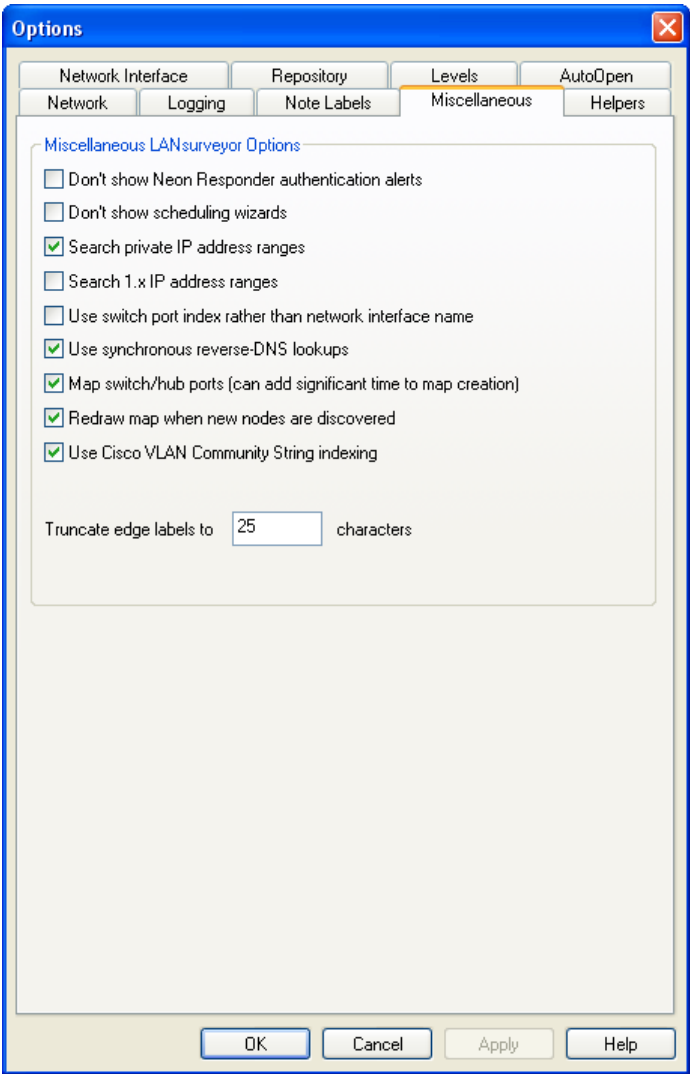 Options
Network Interface Repository Levels AutoOpen
Network Logging Note Labels Miscellaneous Helpers
Miscellaneous LANsurveyor Options
Don't show Neon Responder authentication alerts
Don't show scheduling wizards
Search private IP address ranges
Search 1.x IP address ranges
Use switch port index rather than network interface name
Use synchronous reverse-DNS lookups
Map switch/hub ports (can add significant time to map creation)
Redraw map when new nodes are discovered
Use Cisco VLAN Community String indexing
Truncate edge labels to 25 characters
OK Cancel Apply Help